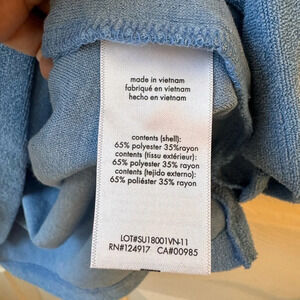 made in vietnam
fabriqué en vietnam
hecho en vietnam
contents (shell):
65% polyester 35%rayon
contents (tissu extérieur):
65% polyester 35%rayon
contents (tejido externo):
65% poliéster 35%rayon
LOT#SU18001VN-11
RN#124917 CA#00985